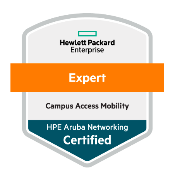 Hewlett Packard
Enterprise
Expert
Campus Access Mobility
HPE Aruba Networking
Certified